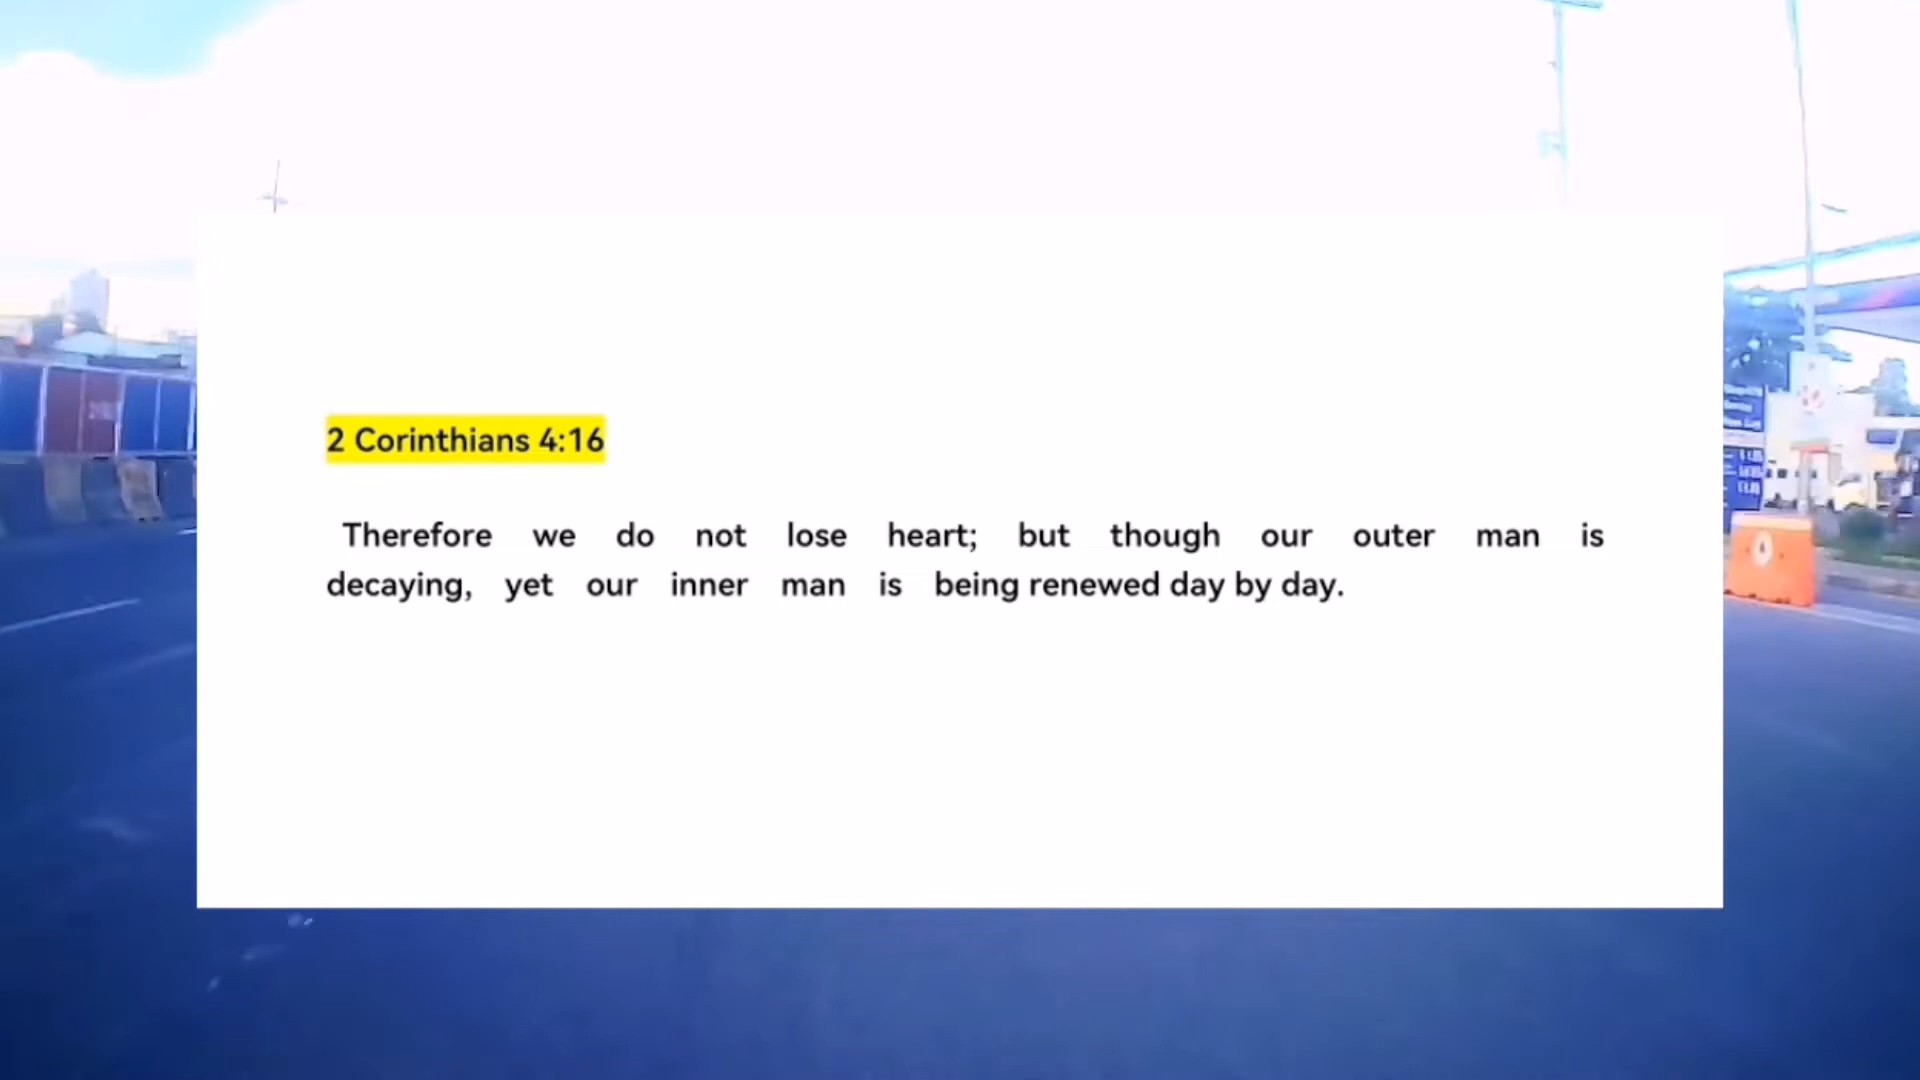 2 Corinthians 4:16
Therefore we do not lose heart; but though our outer man is
decaying, yet our inner man is being renewed day by day.